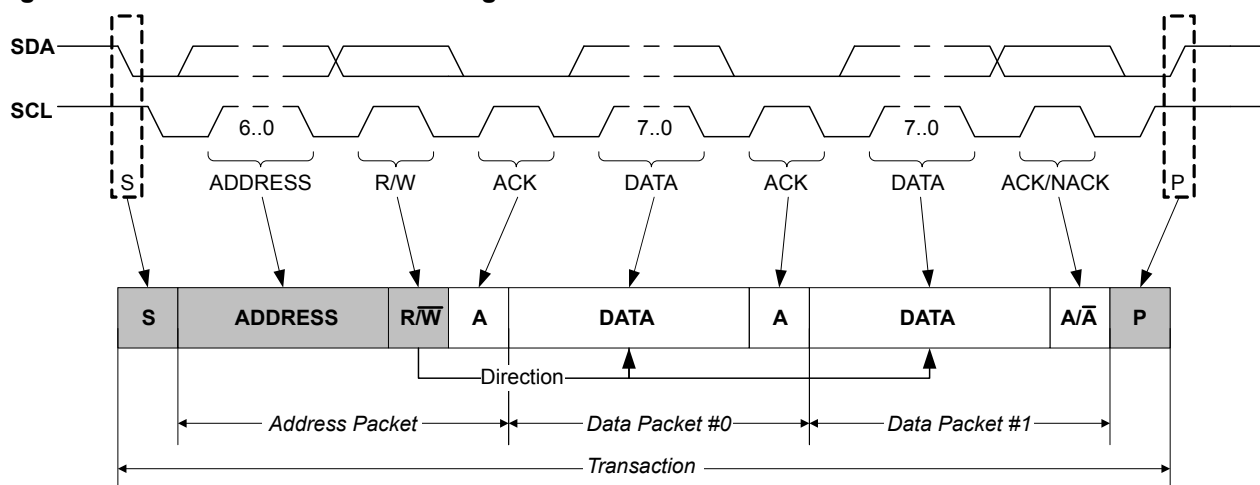 SDA
SCL
6..0 7..0 7..0
S ADDRESS R/W ACK DATA ACK DATA ACK/NACK P
S ADDRESS R/W̅ A DATA A DATA A/A̅ P
Direction
Address Packet Data Packet #0 Data Packet #1
Transaction